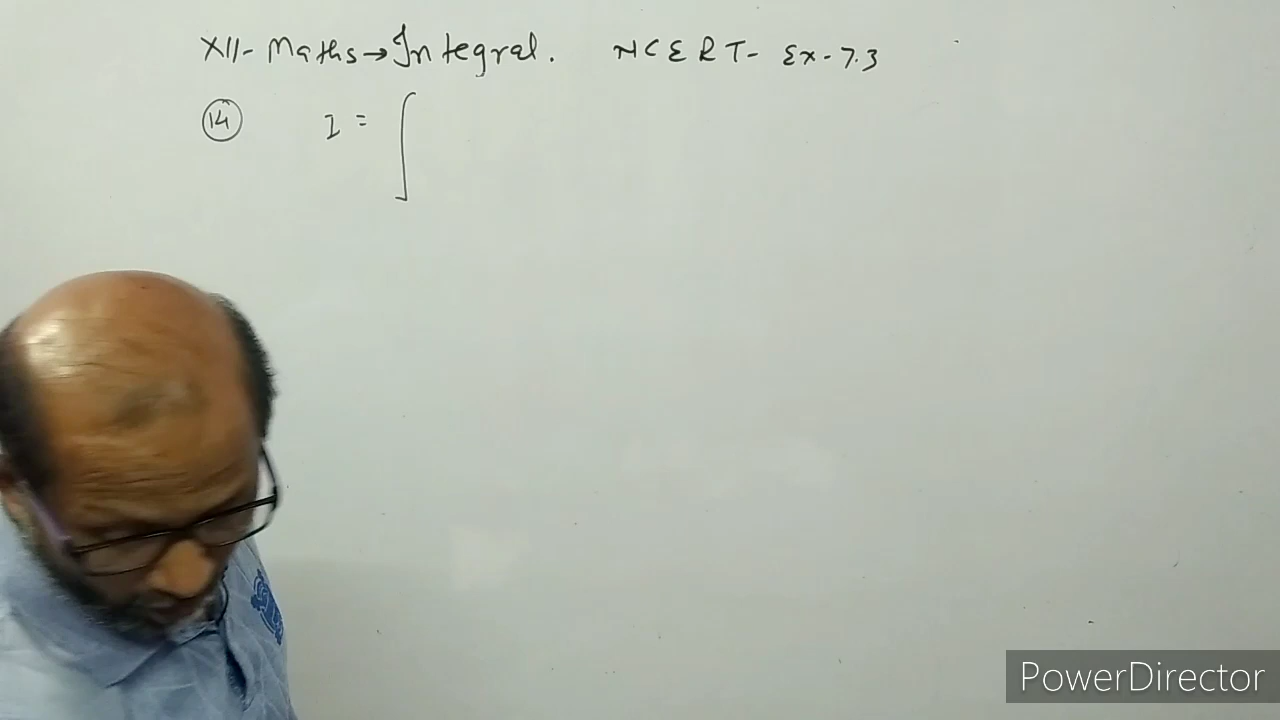 XII- Maths→Integral. NCERT- Ex-7.3
14 I = ∫
PowerDirector